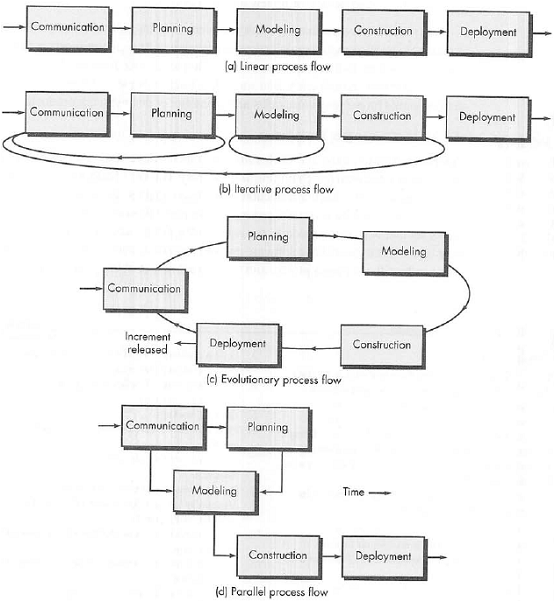 Communication Planning Modeling Construction Deployment
(a) Linear process flow
Communication Planning Modeling Construction Deployment
(b) Iterative process flow
Planning
Modeling
Communication
Increment
released
Deployment
Construction
(c) Evolutionary process flow
Communication Planning
Modeling
Time
Construction Deployment
(d) Parallel process flow